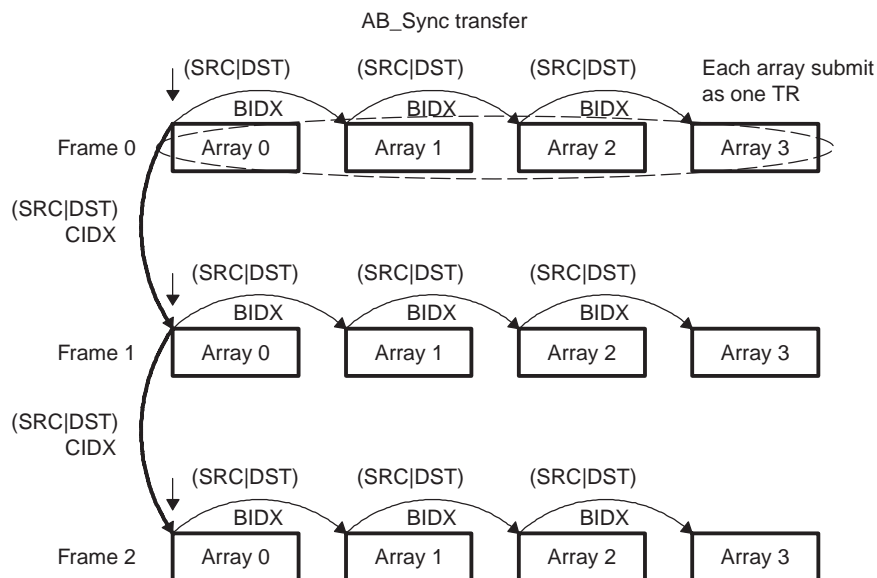 AB_Sync transfer
(SRC|DST) (SRC|DST) (SRC|DST) Each array submit
BIDX BIDX BIDX as one TR
Frame 0 Array 0 Array 1 Array 2 Array 3
(SRC|DST)
CIDX
(SRC|DST) (SRC|DST) (SRC|DST)
BIDX BIDX BIDX
Frame 1 Array 0 Array 1 Array 2 Array 3
(SRC|DST)
CIDX
(SRC|DST) (SRC|DST) (SRC|DST)
BIDX BIDX BIDX
Frame 2 Array 0 Array 1 Array 2 Array 3